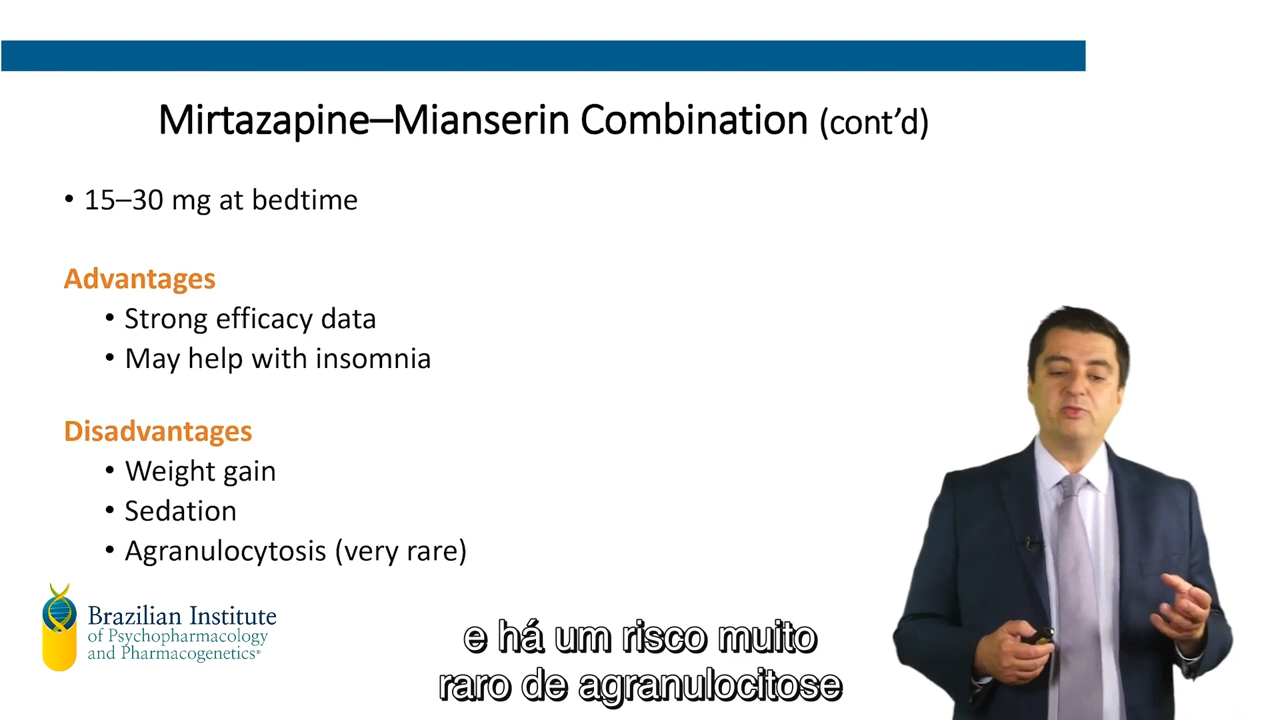 Mirtazapine–Mianserin Combination (cont’d)
• 15–30 mg at bedtime
Advantages
• Strong efficacy data
• May help with insomnia
Disadvantages
• Weight gain
• Sedation
• Agranulocytosis (very rare)
Brazilian Institute
of Psychopharmacology
and Pharmacogenetics®
e há um risco muito
raro de agranulocitose